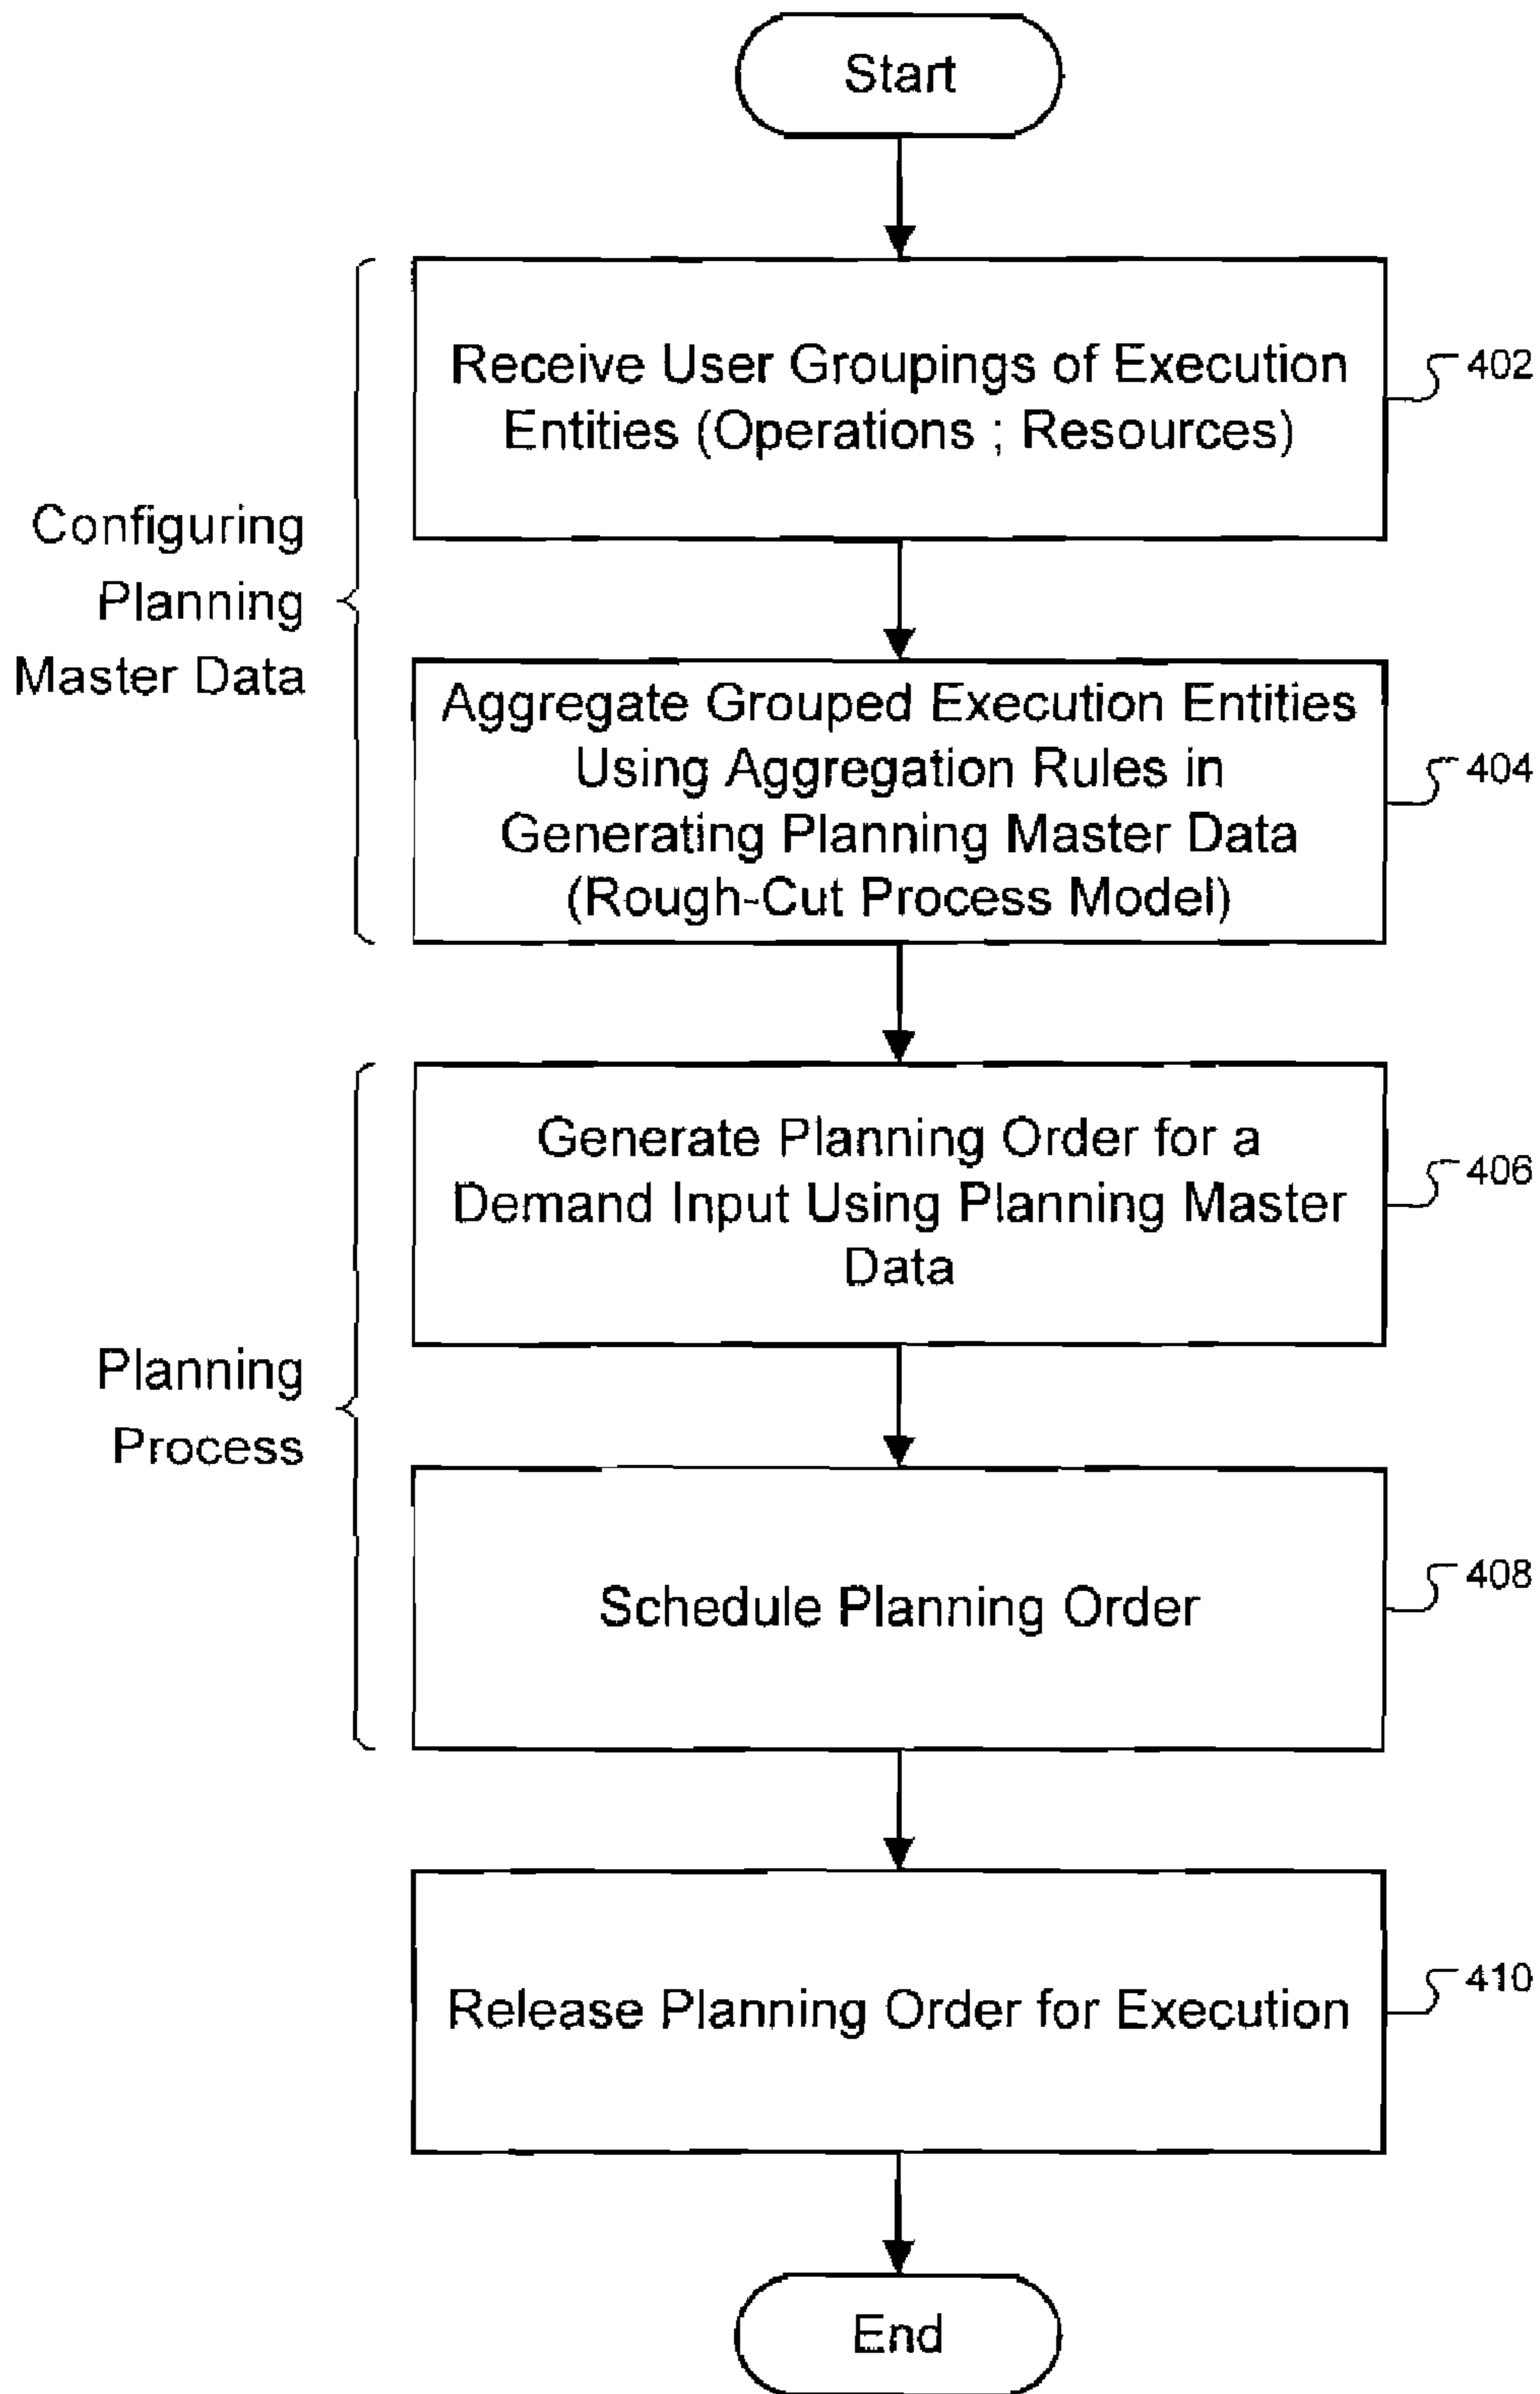 Start
Receive User Groupings of Execution
Entities (Operations ; Resources)
402
Configuring
Planning
Master Data
Aggregate Grouped Execution Entities
Using Aggregation Rules in
Generating Planning Master Data
(Rough-Cut Process Model)
404
Generate Planning Order for a
Demand Input Using Planning Master
Data
406
Planning
Process
Schedule Planning Order
408
Release Planning Order for Execution
410
End